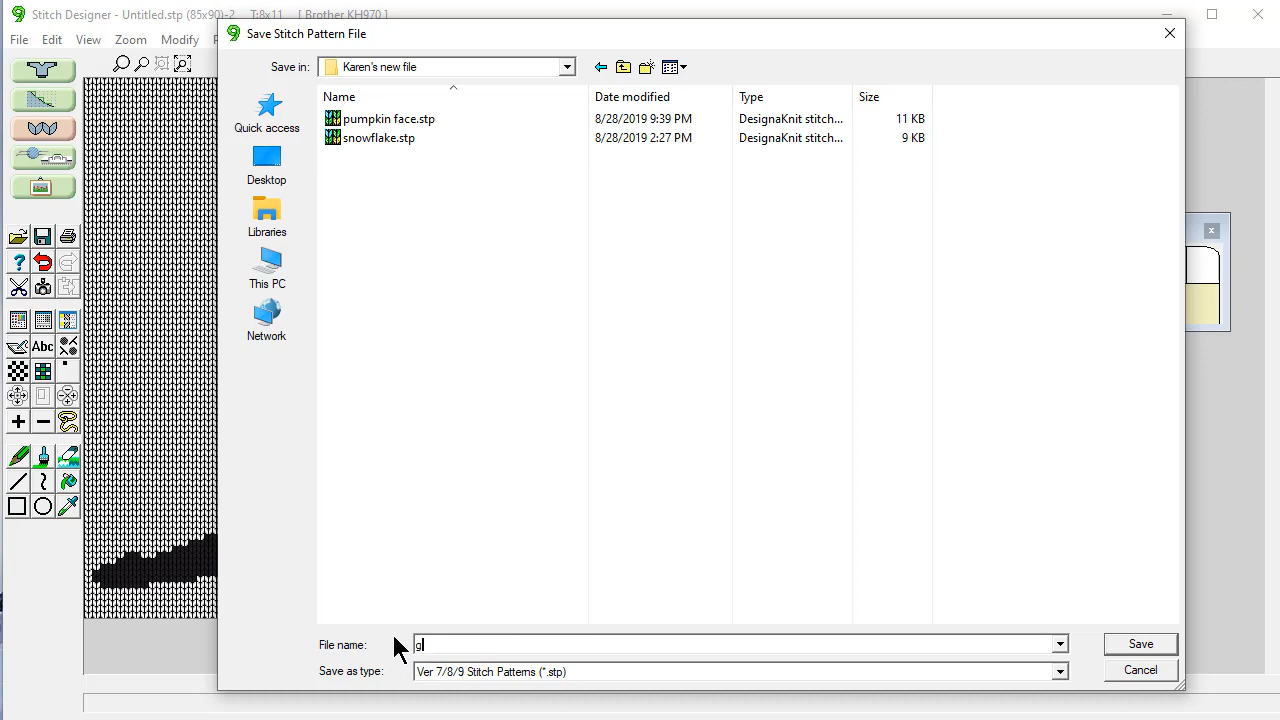 Stitch Designer - Untitled.stp (85x90)-2 T:8x11 [ Brother KH970 ]
File Edit View Zoom Modify
Save Stitch Pattern File
Save in: Karen's new file
Name Date modified Type Size
pumpkin face.stp 8/28/2019 9:39 PM DesignaKnit stitch... 11 KB
snowflake.stp 8/28/2019 2:27 PM DesignaKnit stitch... 9 KB
Quick access
Desktop
Libraries
This PC
Network
Abc
File name: g
Save
Save as type: Ver 7/8/9 Stitch Patterns (*.stp)
Cancel